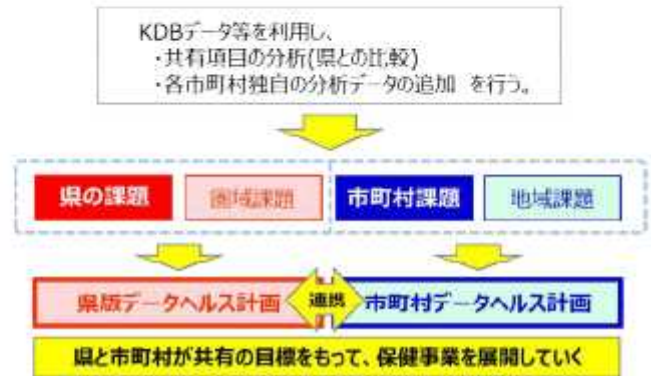 KDBデータ等を利用し、
・共有項目の分析(県との比較)
・各市町村独自の分析データの追加 を行う。
県の課題 圏域課題 市町村課題 地域課題
県版データヘルス計画 連携 市町村データヘルス計画
県と市町村が共有の目標をもって、保健事業を展開していく